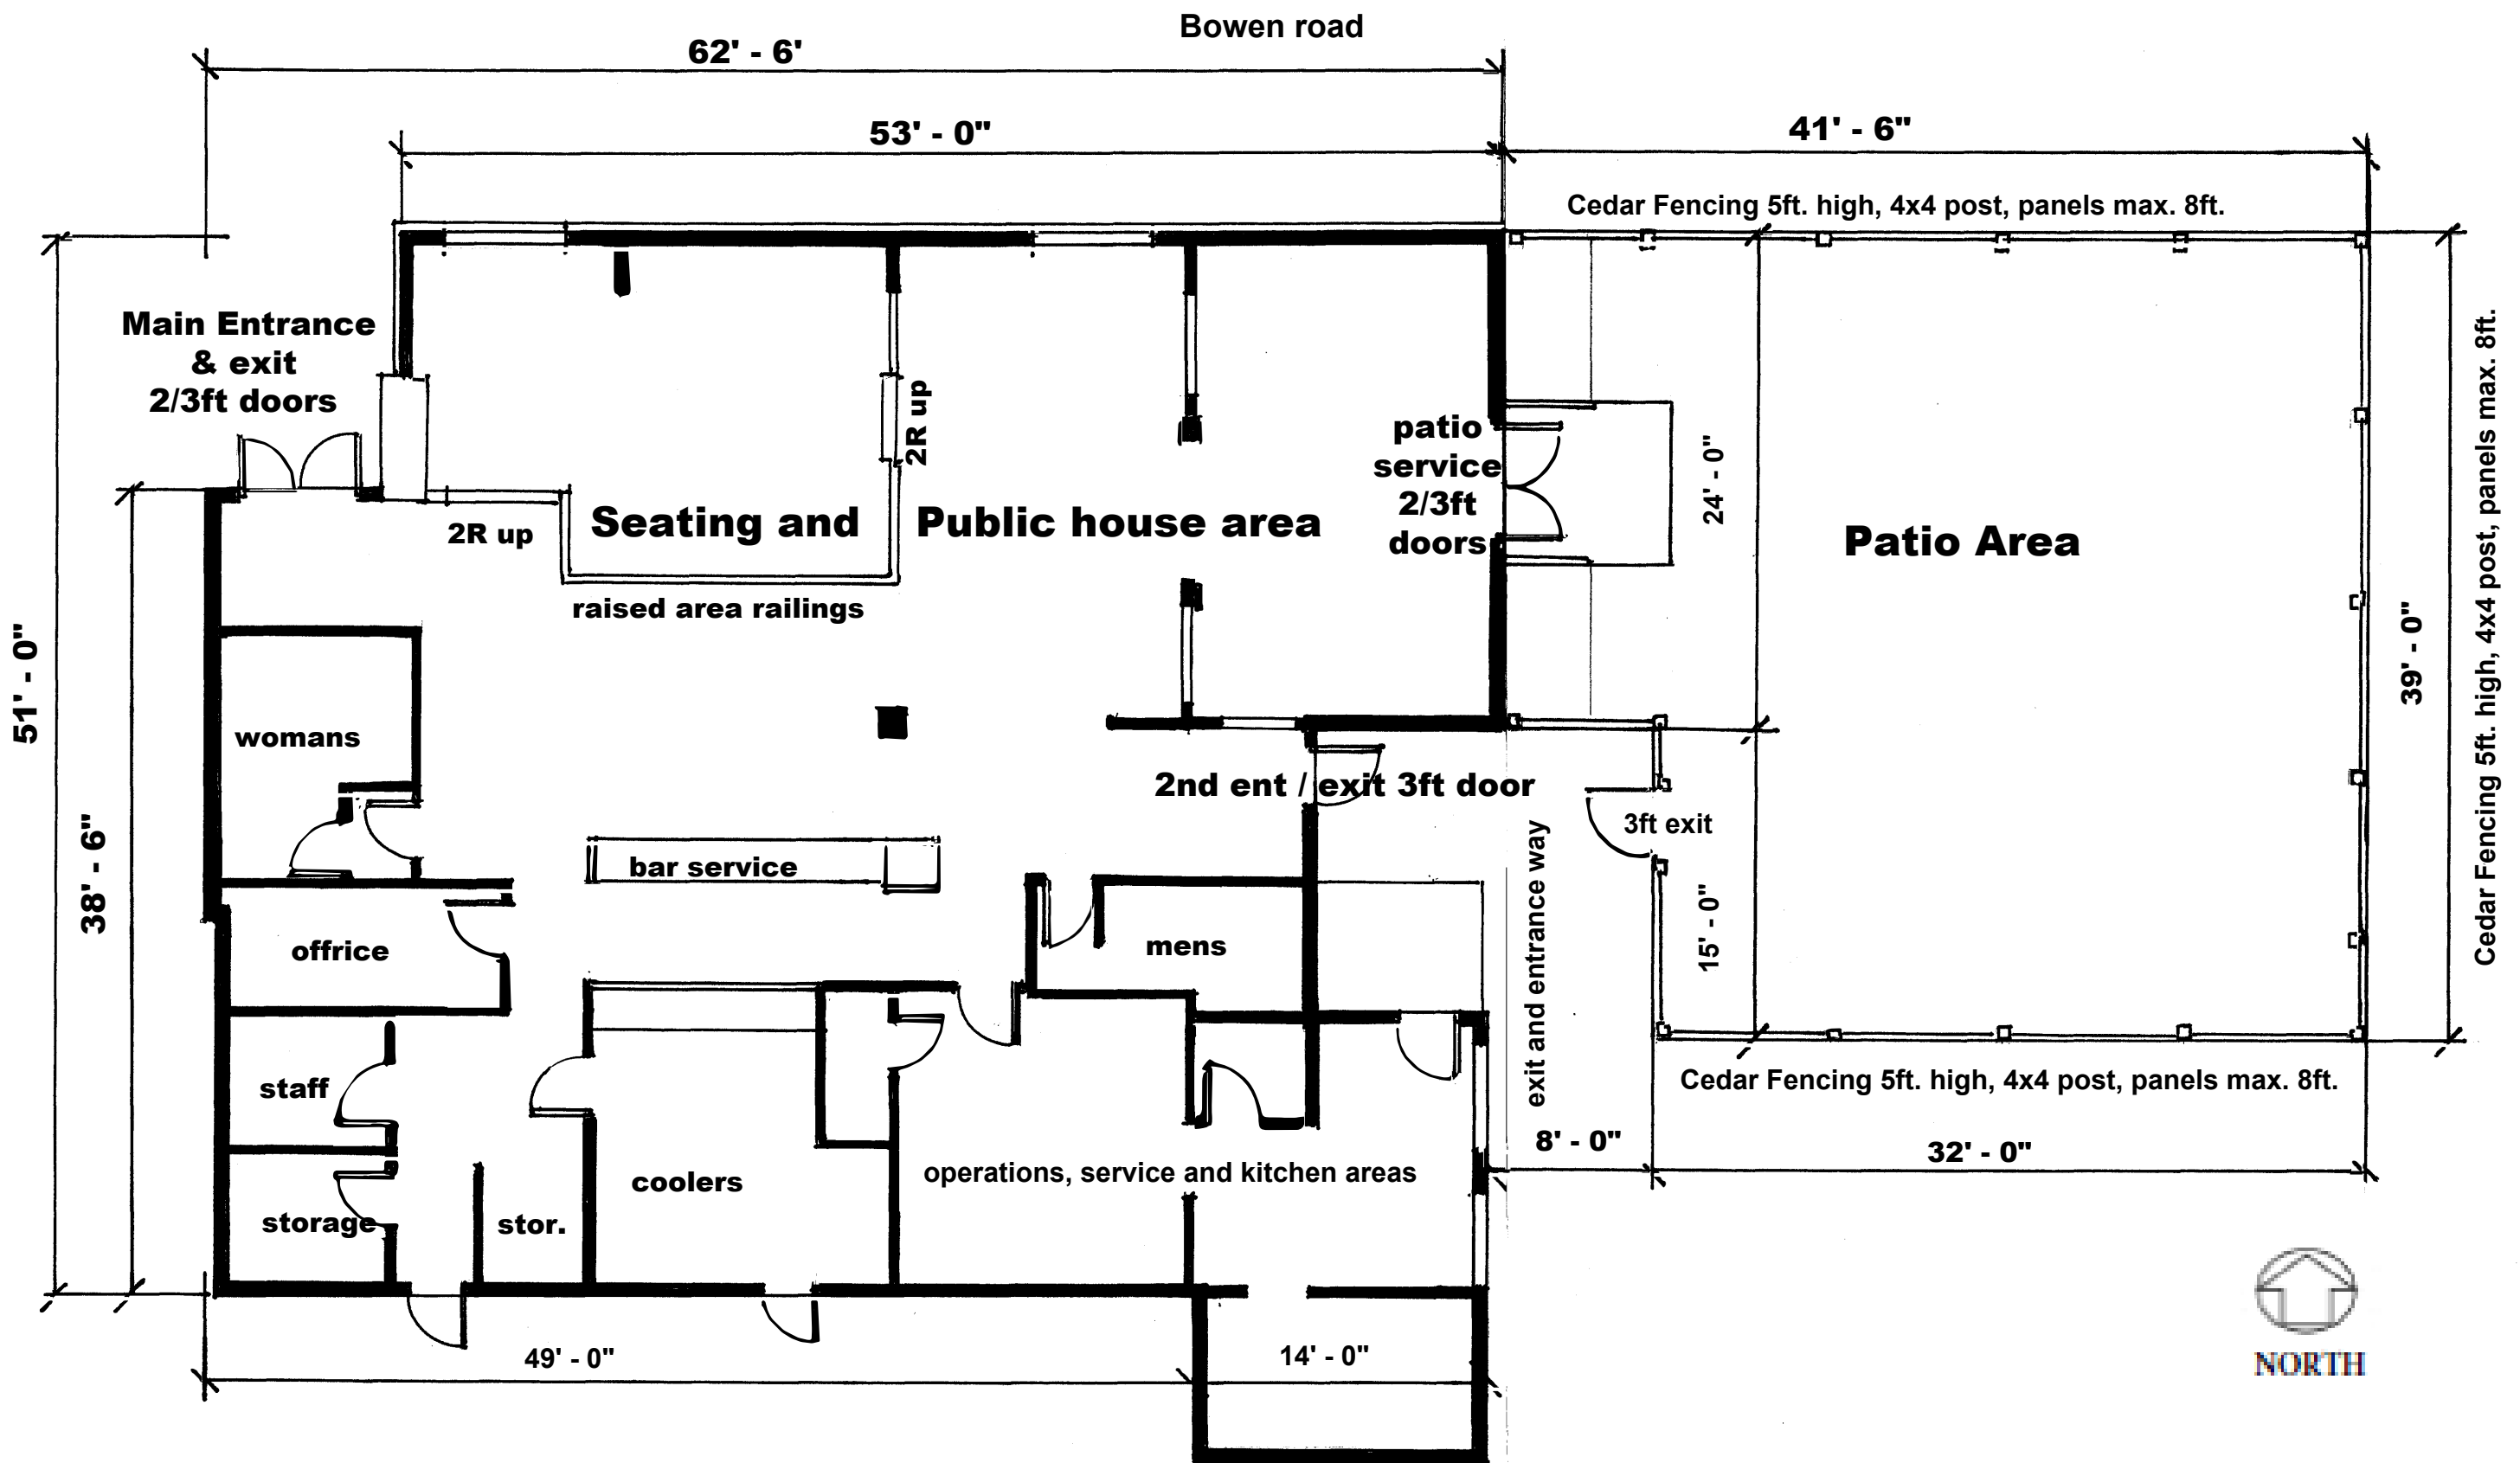 Bowen road
62' - 6'
53' - 0"
41' - 6"
Cedar Fencing 5ft. high, 4x4 post, panels max. 8ft.
Main Entrance
& exit
2/3ft doors
2R up
2R up
Seating and
Public house area
raised area railings
patio
service
2/3ft
doors
24' - 0"
Patio Area
39' - 0"
Cedar Fencing 5ft. high, 4x4 post, panels max. 8ft.
51' - 0"
38' - 6"
womans
2nd ent / exit 3ft door
3ft exit
bar service
exit and entrance way
15' - 0"
offrice
mens
staff
Cedar Fencing 5ft. high, 4x4 post, panels max. 8ft.
8' - 0"
32' - 0"
coolers
operations, service and kitchen areas
storage
stor.
49' - 0"
14' - 0"
NORTH